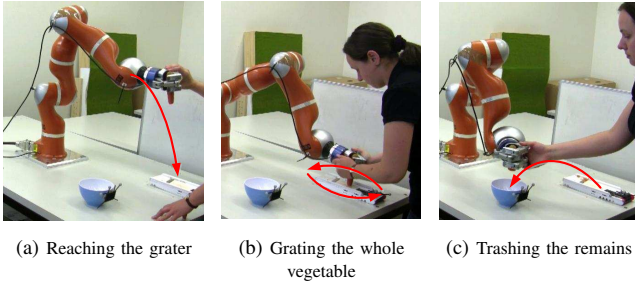 (a) Reaching the grater
(b) Grating the whole
vegetable
(c) Trashing the remains